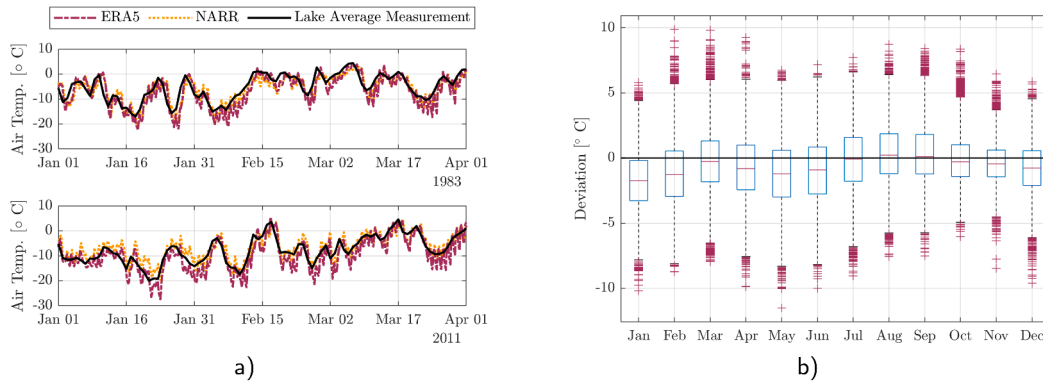 ERA5 NARR Lake Average Measurement
Air Temp. [∘ C]
10
0
-10
-20
-30
Jan 01 Jan 16 Jan 31 Feb 15 Mar 02 Mar 17 Apr 01
1983
Air Temp. [∘ C]
10
0
-10
-20
-30
Jan 01 Jan 16 Jan 31 Feb 15 Mar 02 Mar 17 Apr 01
2011
a)
Deviation [∘ C]
10
5
0
-5
-10
Jan Feb Mar Apr May Jun Jul Aug Sep Oct Nov Dec
b)